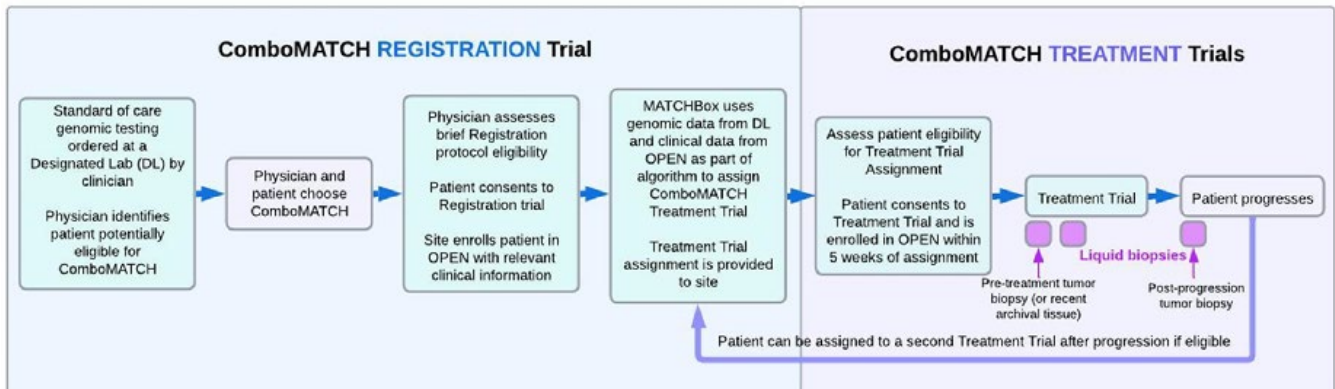 ComboMATCH REGISTRATION Trial
Standard of care
genomic testing
ordered at a
Designated Lab (DL) by
clinician
Physician identifies
patient potentially
eligible for
ComboMATCH
Physician and
patient choose
ComboMATCH
Physician assesses
brief Registration
protocol eligibility
Patient consents to
Registration trial
Site enrolls patient in
OPEN with relevant
clinical information
MATCHBox uses
genomic data from DL
and clinical data from
OPEN as part of
algorithm to assign
ComboMATCH
Treatment Trial
Treatment Trial
assignment is provided
to site
ComboMATCH TREATMENT Trials
Assess patient eligibility
for Treatment Trial
Assignment
Patient consents to
Treatment Trial and is
enrolled in OPEN within
5 weeks of assignment
Treatment Trial
Patient progresses
Liquid biopsies
Pre-treatment tumor
biopsy (or recent
archival tissue)
Post-progression
tumor biopsy
Patient can be assigned to a second Treatment Trial after progression if eligible